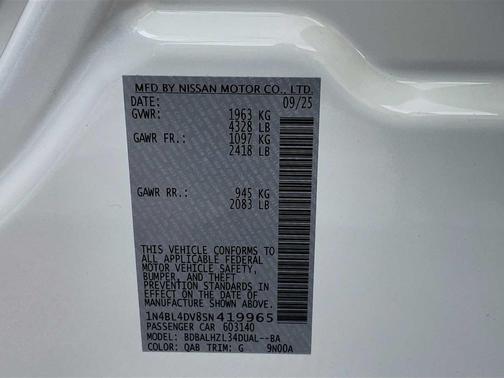 MFD BY NISSAN MOTOR CO., LTD.
DATE: 09/25
GVWR: 1963 KG
4328 LB
GAWR FR.: 1097 KG
2418 LB
GAWR RR.: 945 KG
2083 LB
THIS VEHICLE CONFORMS TO
ALL APPLICABLE FEDERAL
MOTOR VEHICLE SAFETY,
BUMPER, AND THEFT
PREVENTION STANDARDS IN
EFFECT ON THE DATE OF
MANUFACTURE SHOWN ABOVE.
1N4BL4DV8SN419965
PASSENGER CAR 603140
MODEL: BDBALHZL34DUAL--BA
COLOR: QAB TRIM: G 9N00A